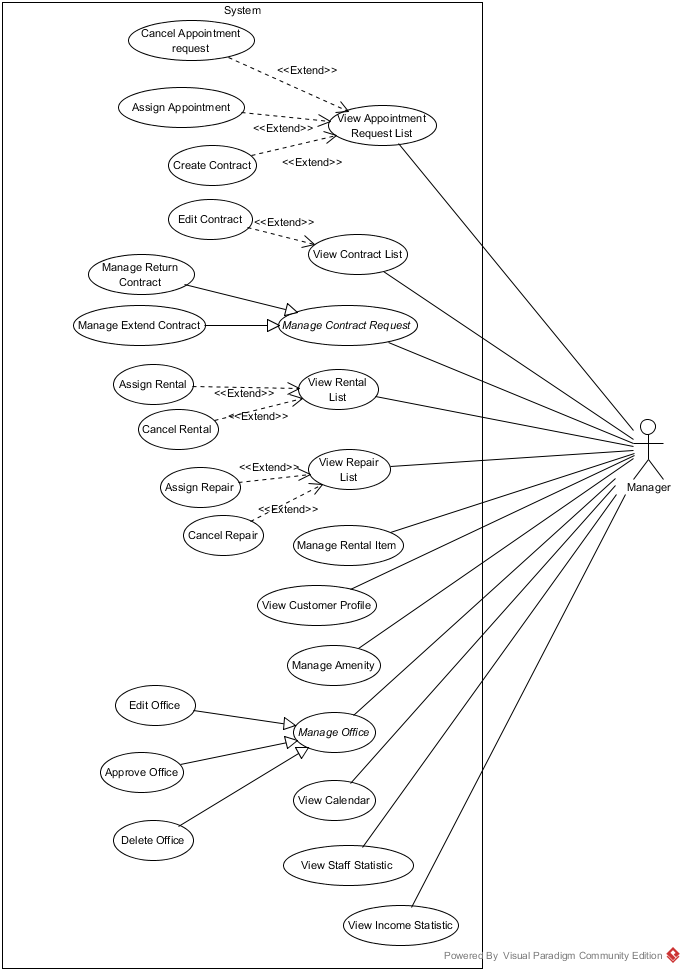 System
Cancel Appointment
request
<<Extend>>
Assign Appointment
<<Extend>>
View Appointment
Request List
Create Contract
<<Extend>>
Edit Contract
<<Extend>>
View Contract List
Manage Return
Contract
Manage Extend Contract
Manage Contract Request
Assign Rental
<<Extend>>
View Rental
List
Cancel Rental
<<Extend>>
Assign Repair
<<Extend>>
View Repair
List
Cancel Repair
<<Extend>>
Manager
Manage Rental Item
View Customer Profile
Manage Amenity
Edit Office
Manage Office
Approve Office
Delete Office
View Calendar
View Staff Statistic
View Income Statistic
Powered By Visual Paradigm Community Edition